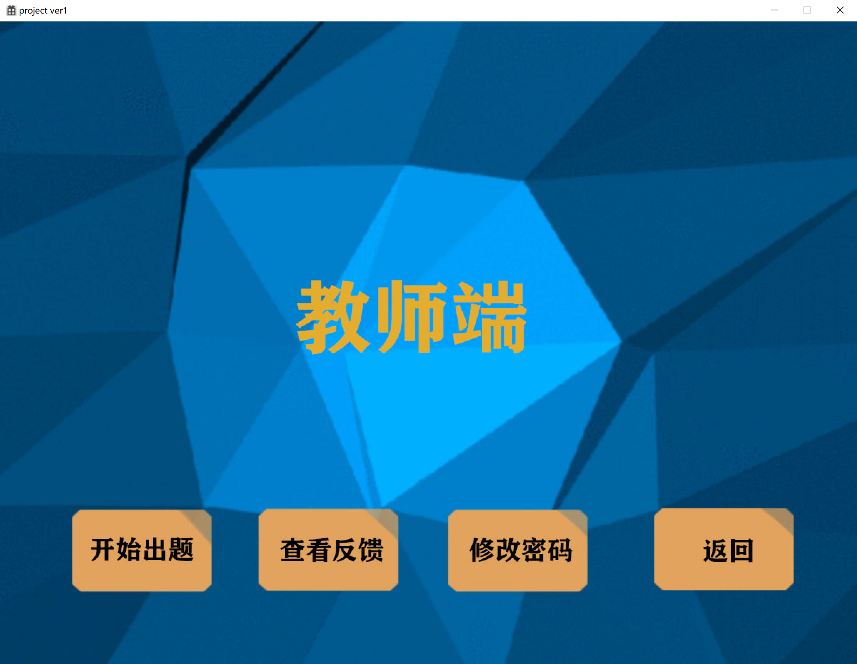 project ver1
教师端
开始出题
查看反馈
修改密码
返回